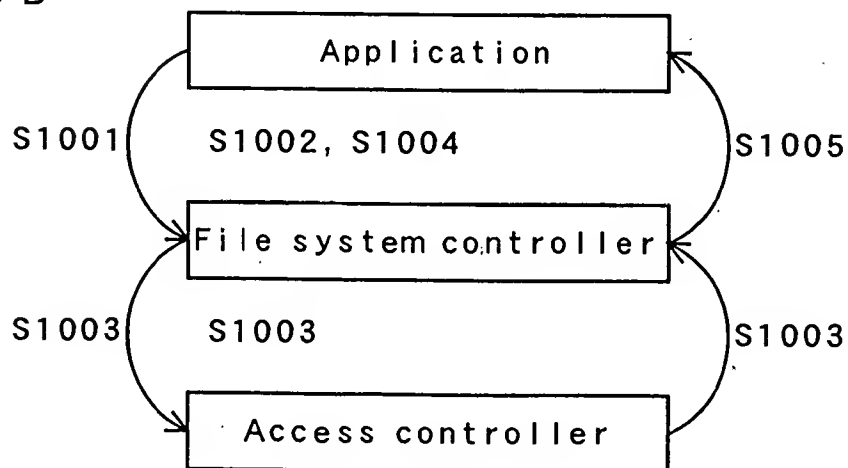 Application
S1001 S1002, S1004 S1005
File system controller
S1003 S1003 S1003
Access controller